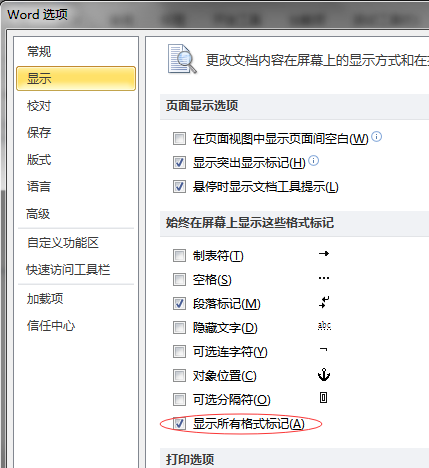 Word 选项
常规
显示
校对
保存
版式
语言
高级
自定义功能区
快速访问工具栏
加载项
信任中心
更改文档内容在屏幕上的显示方式和在
页面显示选项
在页面视图中显示页面间空白(W)
显示突出显示标记(H)
悬停时显示文档工具提示(L)
始终在屏幕上显示这些格式标记
制表符(T) →
空格(S) ···
段落标记(M)
隐藏文字(D) abc
可选连字符(Y) ¬
对象位置(C)
可选分隔符(O)
显示所有格式标记(A)
打印选项